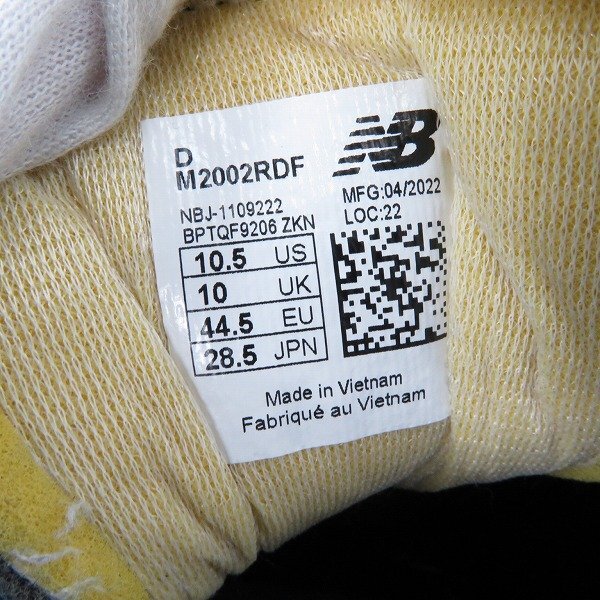 D
M2002RDF
NB
NBJ-1109222
BPTQF9206 ZKN
MFG:04/2022
LOC:22
10.5 US
10 UK
44.5 EU
28.5 JPN
Made in Vietnam
Fabriqué au Vietnam